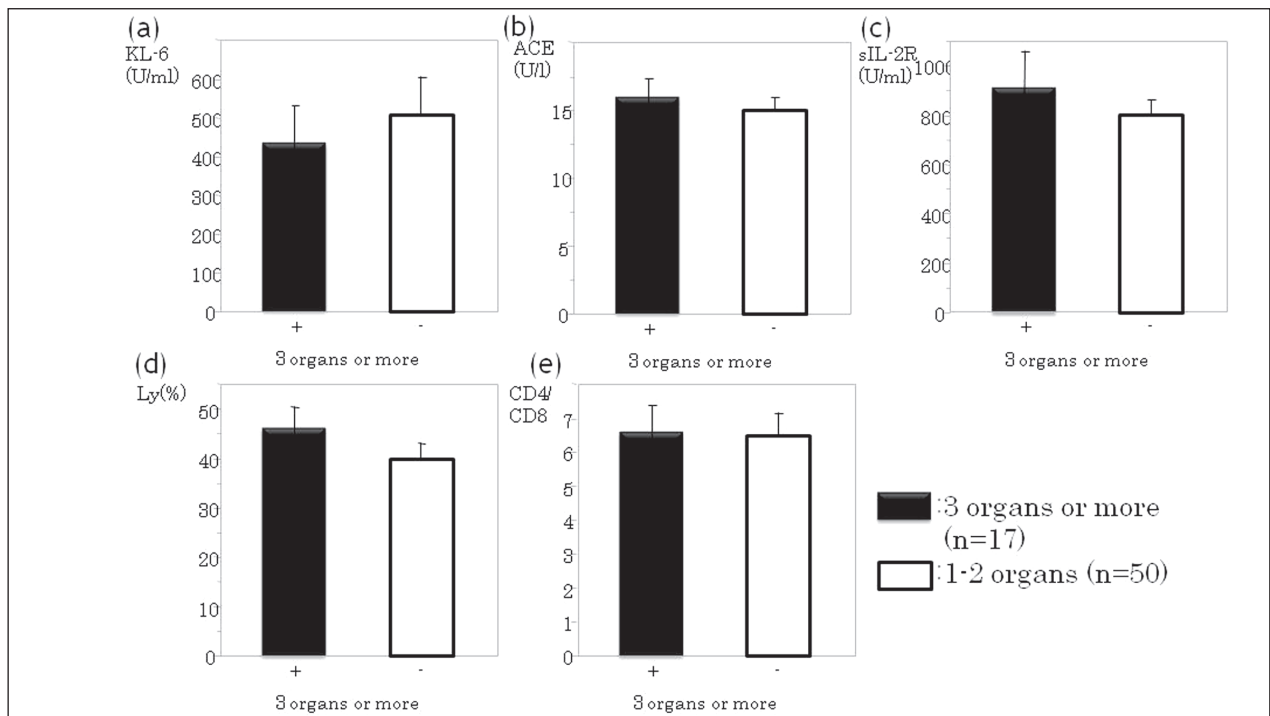 (a)
KL-6
(U/ml)
600
500
400
300
200
100
0
+ -
3 organs or more
(b)
ACE
(U/l)
15
10
5
0
+ -
3 organs or more
(c)
sIL-2R
(U/ml)
1000
800
600
400
200
0
+ -
3 organs or more
(d)
Ly(%)
50
40
30
20
10
0
+ -
3 organs or more
(e)
CD4/
CD8
7
6
5
4
3
2
1
0
+ -
3 organs or more
:3 organs or more
(n=17)
:1-2 organs (n=50)